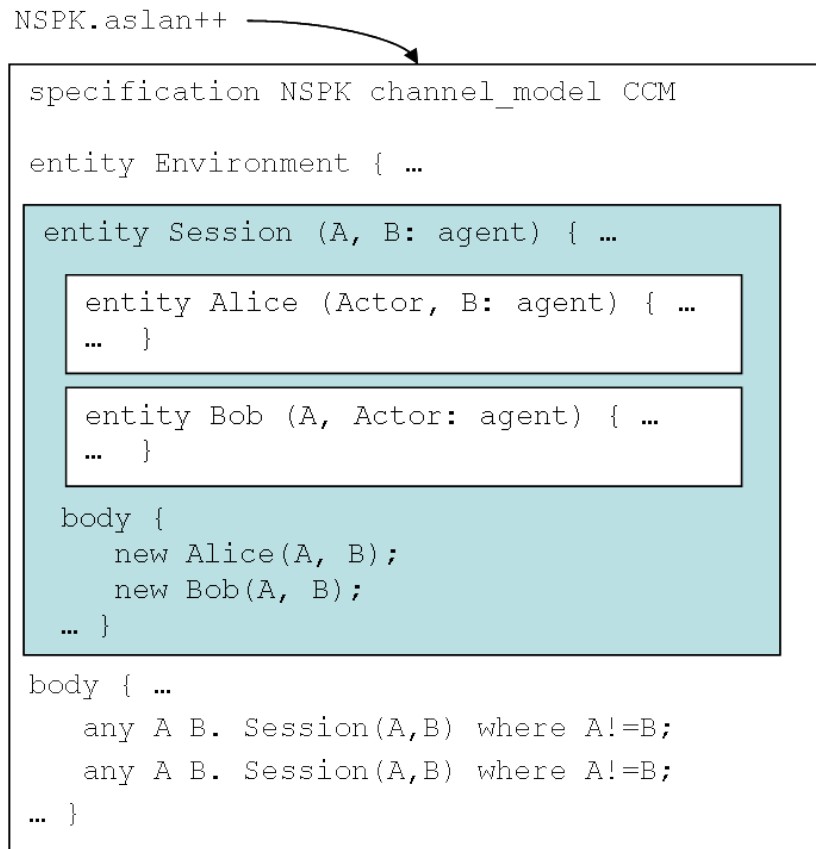 NSPK.aslan++
specification NSPK channel_model CCM
entity Environment { …
entity Session (A, B: agent) { …
entity Alice (Actor, B: agent) { …
… }
entity Bob (A, Actor: agent) { …
… }
body {
new Alice(A, B);
new Bob(A, B);
… }
body { …
any A B. Session(A,B) where A!=B;
any A B. Session(A,B) where A!=B;
… }